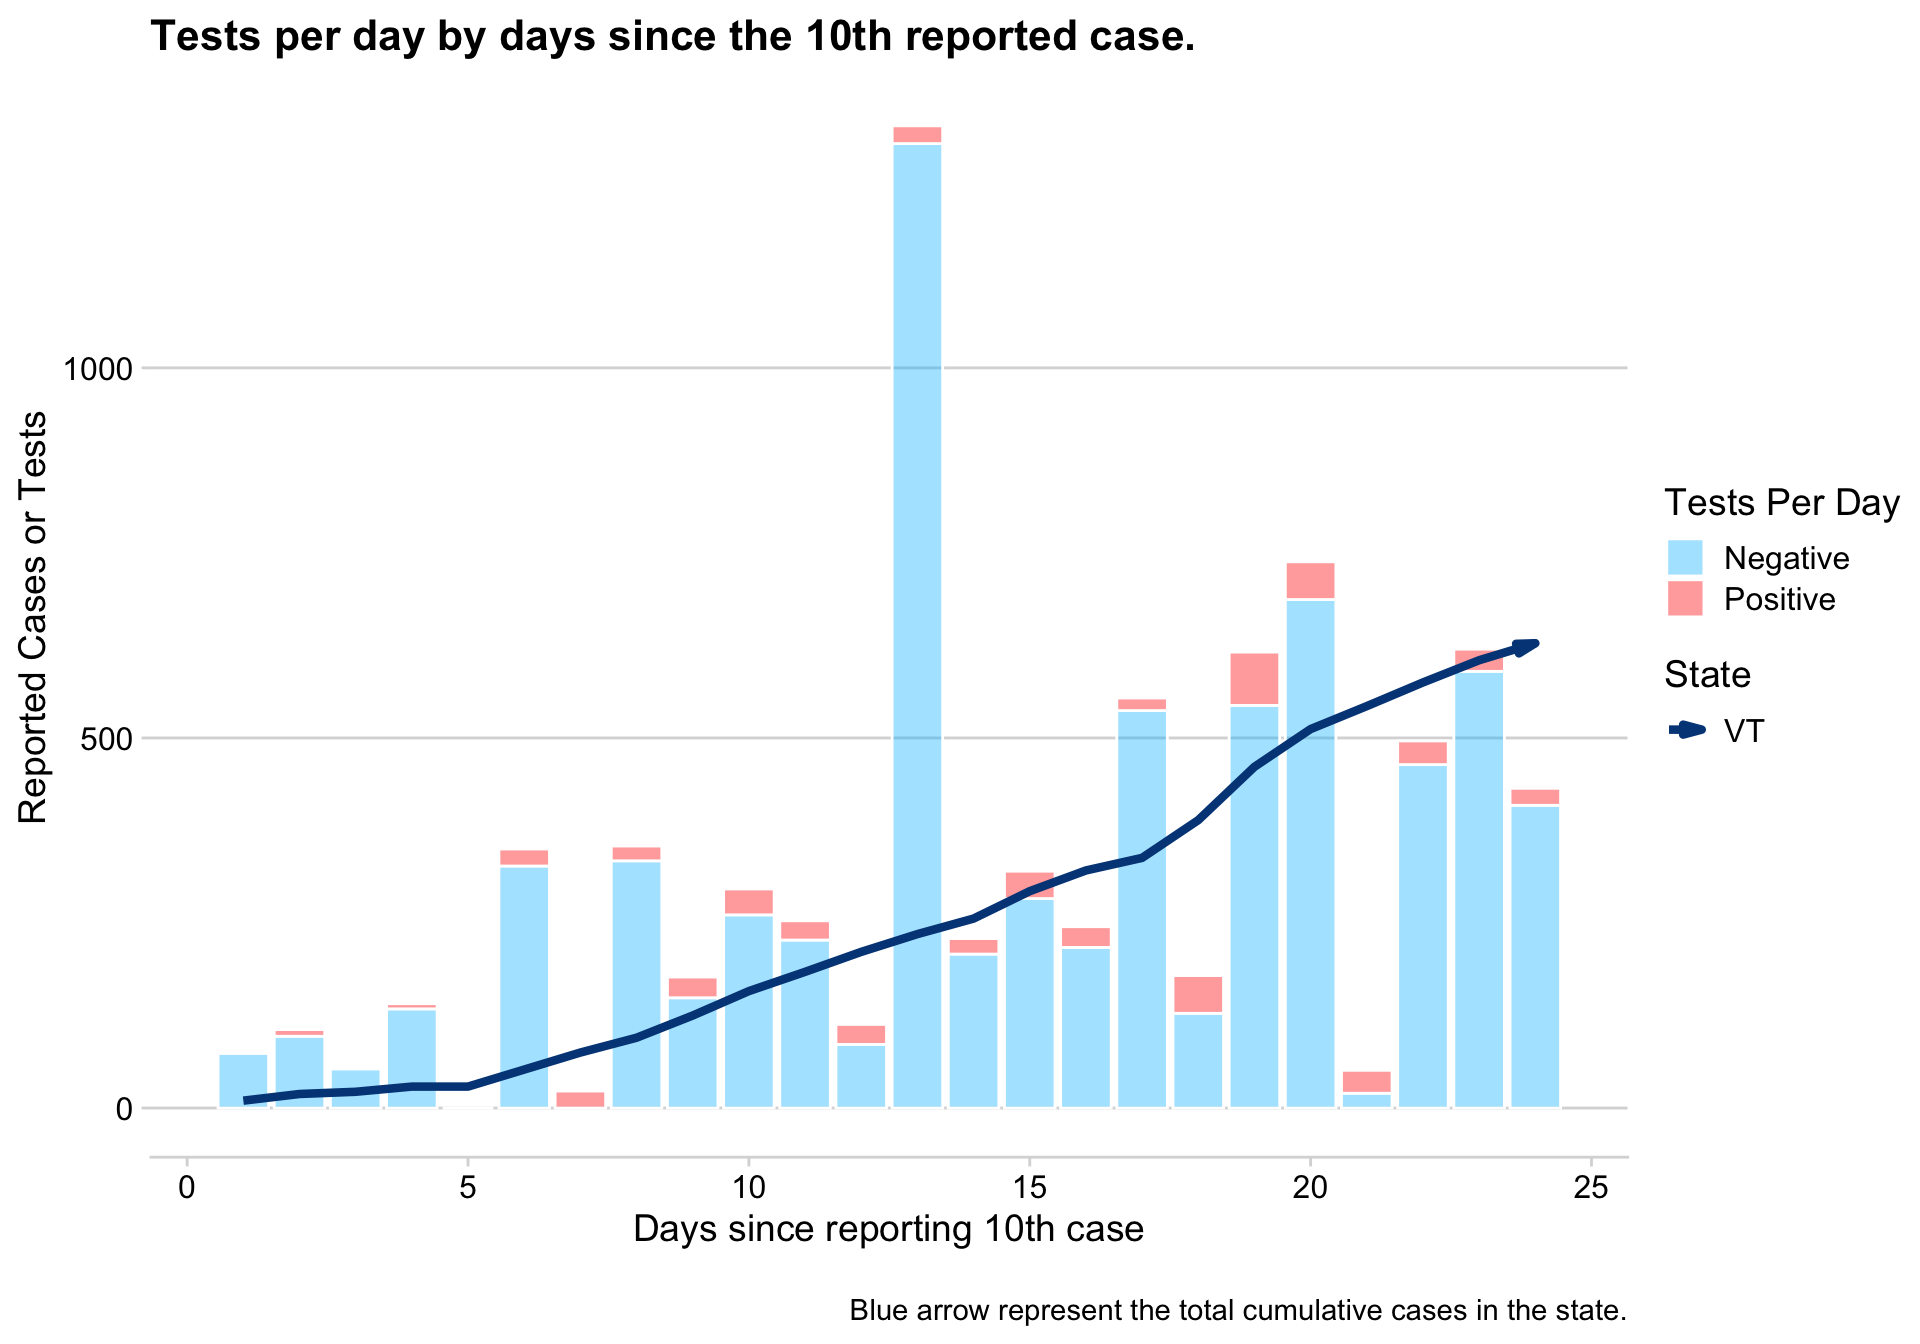 Tests per day by days since the 10th reported case.
Reported Cases or Tests
1000
500
0
0 5 10 15 20 25
Days since reporting 10th case
Tests Per Day
Negative
Positive
State
VT
Blue arrow represent the total cumulative cases in the state.